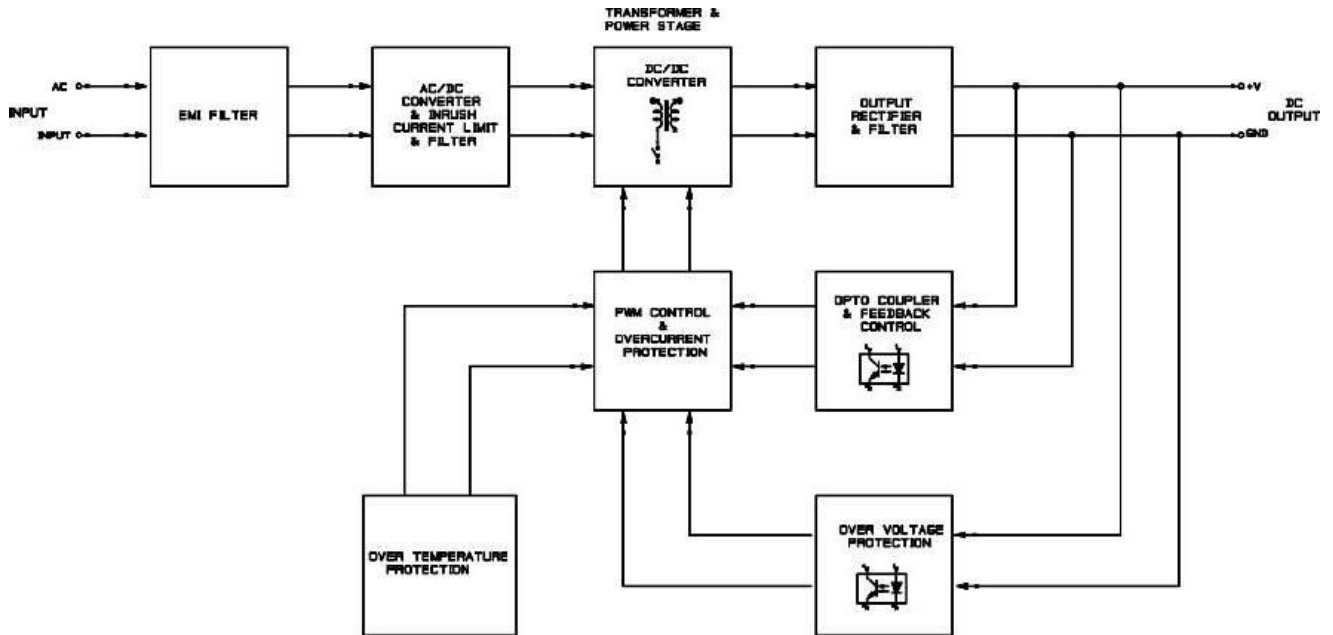 TRANSFORMER &
POWER STAGE
AC
INPUT
INPUT
EMI FILTER
AC/DC
CONVERTER
& INRUSH
CURRENT LIMIT
& FILTER
DC/DC
CONVERTER
OUTPUT
RECTIFIER
& FILTER
+V
DC
OUTPUT
GND
PWM CONTROL
&
OVERCURRENT
PROTECTION
OPTO COUPLER
& FEEDBACK
CONTROL
OVER TEMPERATURE
PROTECTION
OVER VOLTAGE
PROTECTION